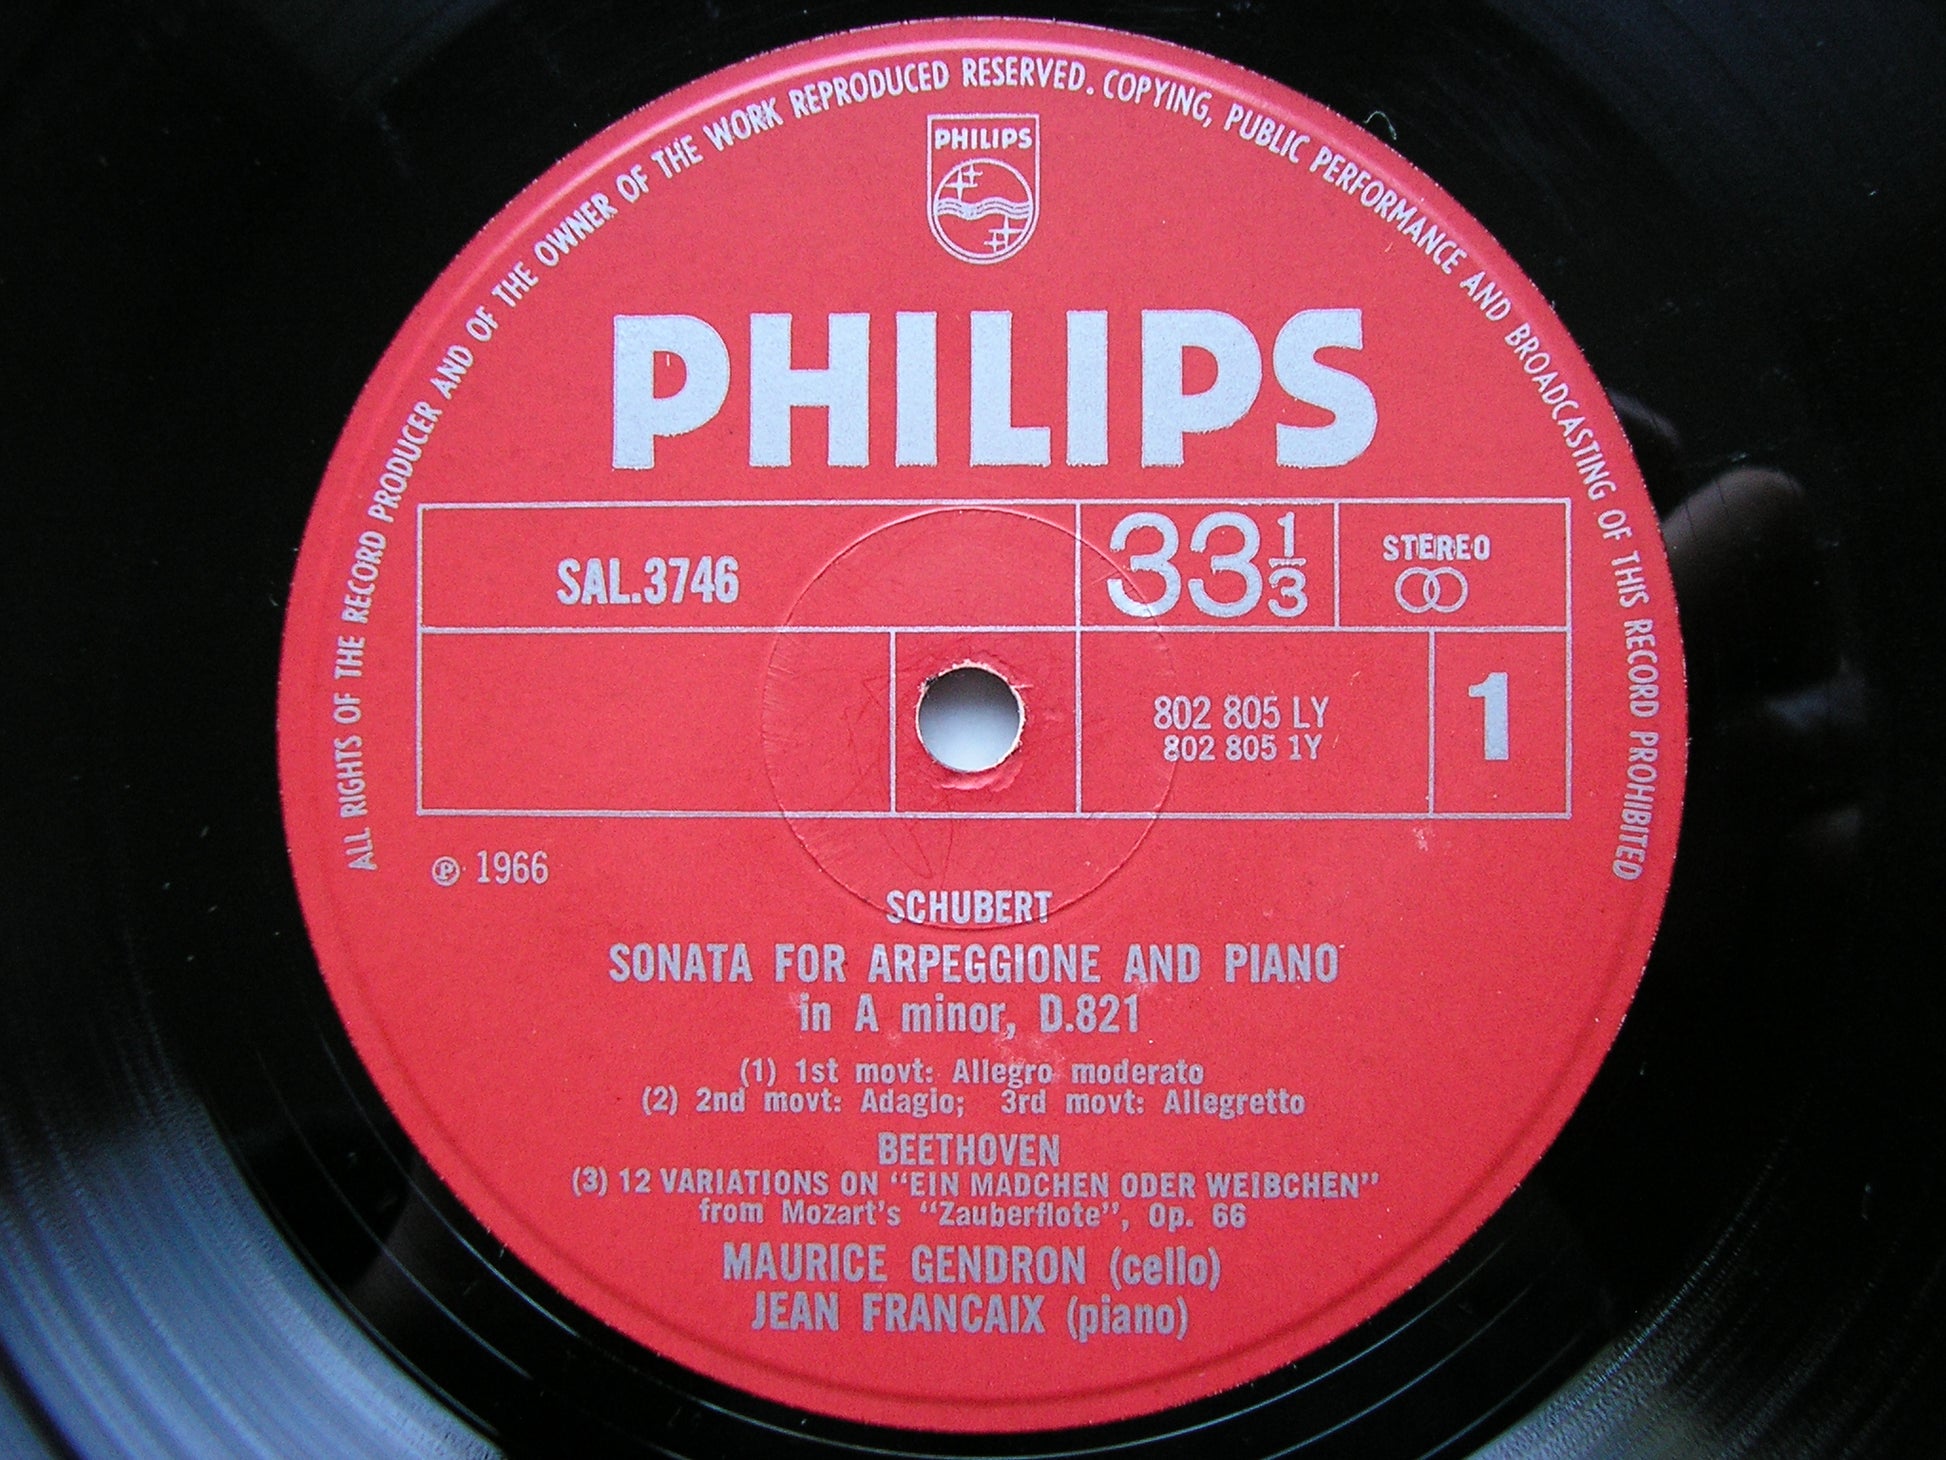 ALL RIGHTS OF THE RECORD PRODUCER AND OF THE OWNER OF THE WORK REPRODUCED RESERVED. COPYING, PUBLIC PERFORMANCE AND BROADCASTING OF THIS RECORD PROHIBITED
PHILIPS
PHILIPS
SAL.3746
33 1/3
STEREO
802 805 LY
802 805 1Y
1
℗ 1966
SCHUBERT
SONATA FOR ARPEGGIONE AND PIANO
in A minor, D.821
(1) 1st movt: Allegro moderato
(2) 2nd movt: Adagio; 3rd movt: Allegretto
BEETHOVEN
(3) 12 VARIATIONS ON “EIN MADCHEN ODER WEIBCHEN”
from Mozart's “Zauberflote”, Op. 66
MAURICE GENDRON (cello)
JEAN FRANCAIX (piano)